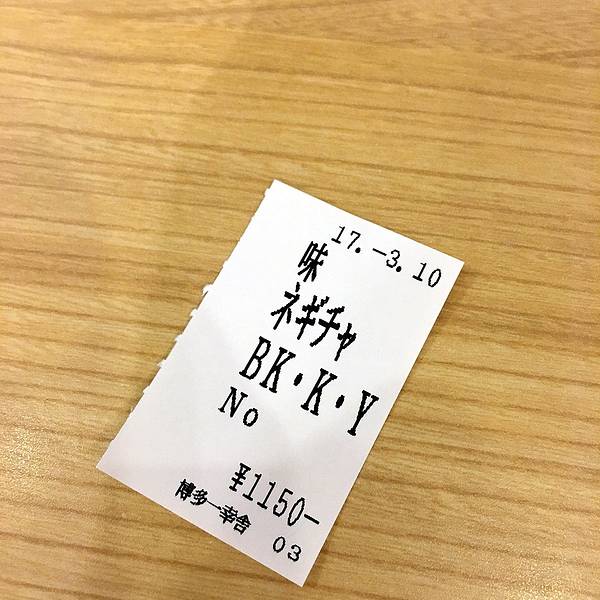 17.-3.10
味
ネギチャ
BK・K・Y
No
¥1150-
博多一幸舎 03